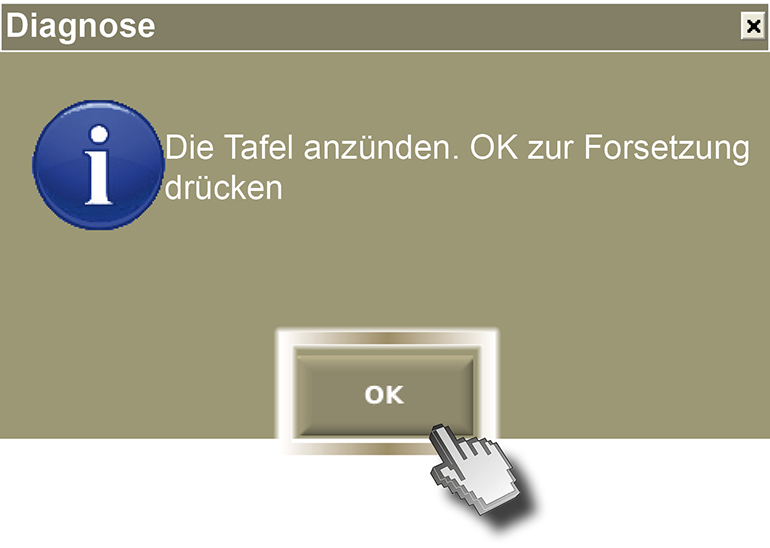 Diagnose
Die Tafel anzünden. OK zur Forsetzung
drücken
OK